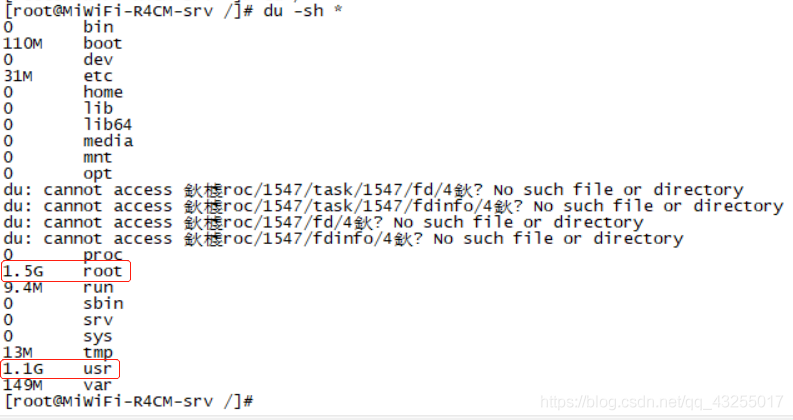 [root@MiWiFi-R4CM-srv /]# du -sh *
0 bin
110M boot
0 dev
31M etc
0 home
0 lib
0 lib64
0 media
0 mnt
0 opt
du: cannot access 鈥榩roc/1547/task/1547/fd/4鈥? No such file or directory
du: cannot access 鈥榩roc/1547/task/1547/fdinfo/4鈥? No such file or directory
du: cannot access 鈥榩roc/1547/fd/4鈥? No such file or directory
du: cannot access 鈥榩roc/1547/fdinfo/4鈥? No such file or directory
0 proc
1.5G root
9.4M run
0 sbin
0 srv
0 sys
13M tmp
1.1G usr
149M var
[root@MiWiFi-R4CM-srv /]#
https://blog.csdn.net/qq_43255017